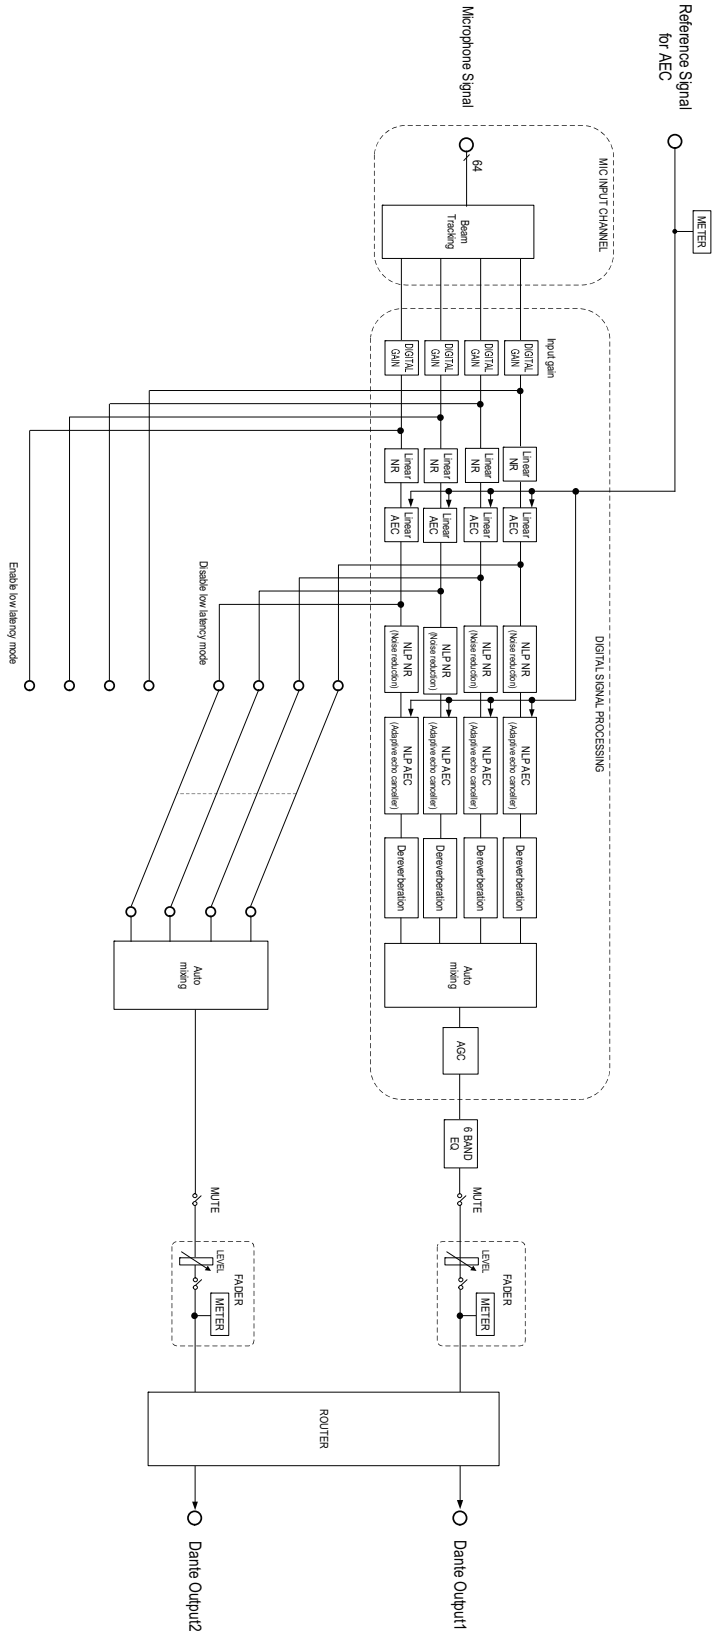 Reference Signal
for AEC
METER
Microphone Signal
MIC INPUT CHANNEL
64
Beam
Tracking
DIGITAL SIGNAL PROCESSING
Input gain
DIGITAL
GAIN
DIGITAL
GAIN
DIGITAL
GAIN
DIGITAL
GAIN
Linear
NR
Linear
NR
Linear
NR
Linear
NR
Linear
AEC
Linear
AEC
Linear
AEC
Linear
AEC
NLP NR
(Noise reduction)
NLP NR
(Noise reduction)
NLP NR
(Noise reduction)
NLP NR
(Noise reduction)
NLP AEC
(Adaptive echo canceller)
NLP AEC
(Adaptive echo canceller)
NLP AEC
(Adaptive echo canceller)
NLP AEC
(Adaptive echo canceller)
Dereverberation
Dereverberation
Dereverberation
Dereverberation
Auto
mixing
AGC
6 BAND
EQ
MUTE
FADER
LEVEL
METER
Disable low latency mode
Enable low latency mode
Auto
mixing
MUTE
FADER
LEVEL
METER
ROUTER
Dante Output1
Dante Output2